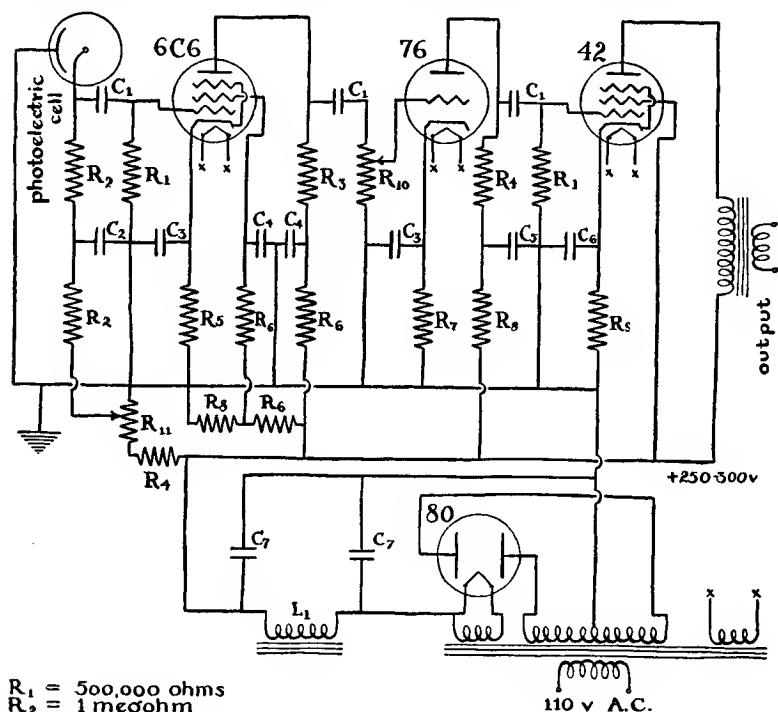 6C6
76
42
photoelectric cell
C1
C1
C1
R2
R1
R3
R10
R4
R1
C2
C3
C4
C4
C3
C5
C6
R2
R5
R6
R6
R7
R8
R9
output
R11
R8
R6
R4
+250-300v
80
C7
C7
L1
x
x
x
x
x
x
x
x
R1 = 500,000 ohms
R2 = 1 megohm
110 v A.C.